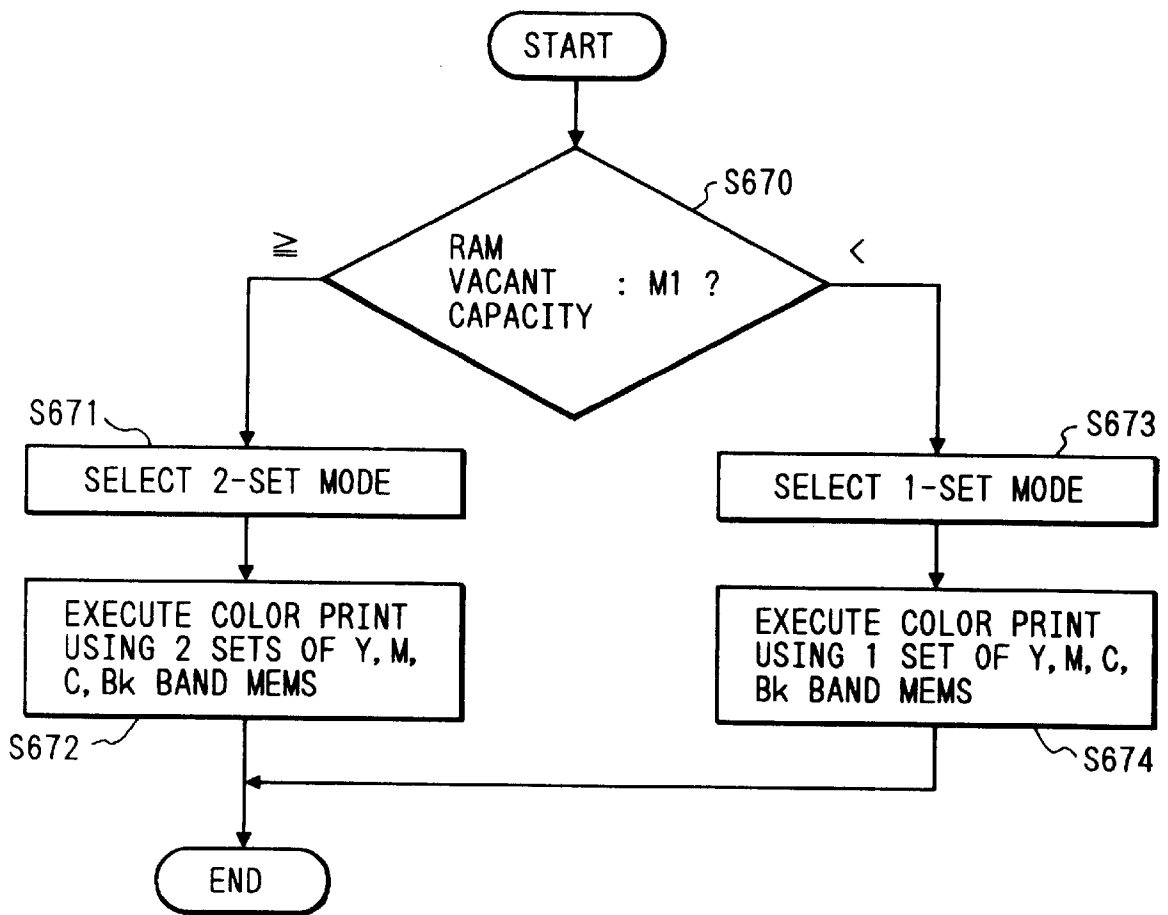 START
S670
≧
RAM
VACANT : M1 ?
CAPACITY
<
S671
SELECT 2-SET MODE
S673
SELECT 1-SET MODE
EXECUTE COLOR PRINT
USING 2 SETS OF Y, M,
C, Bk BAND MEMS
S672
EXECUTE COLOR PRINT
USING 1 SET OF Y, M, C,
Bk BAND MEMS
S674
END